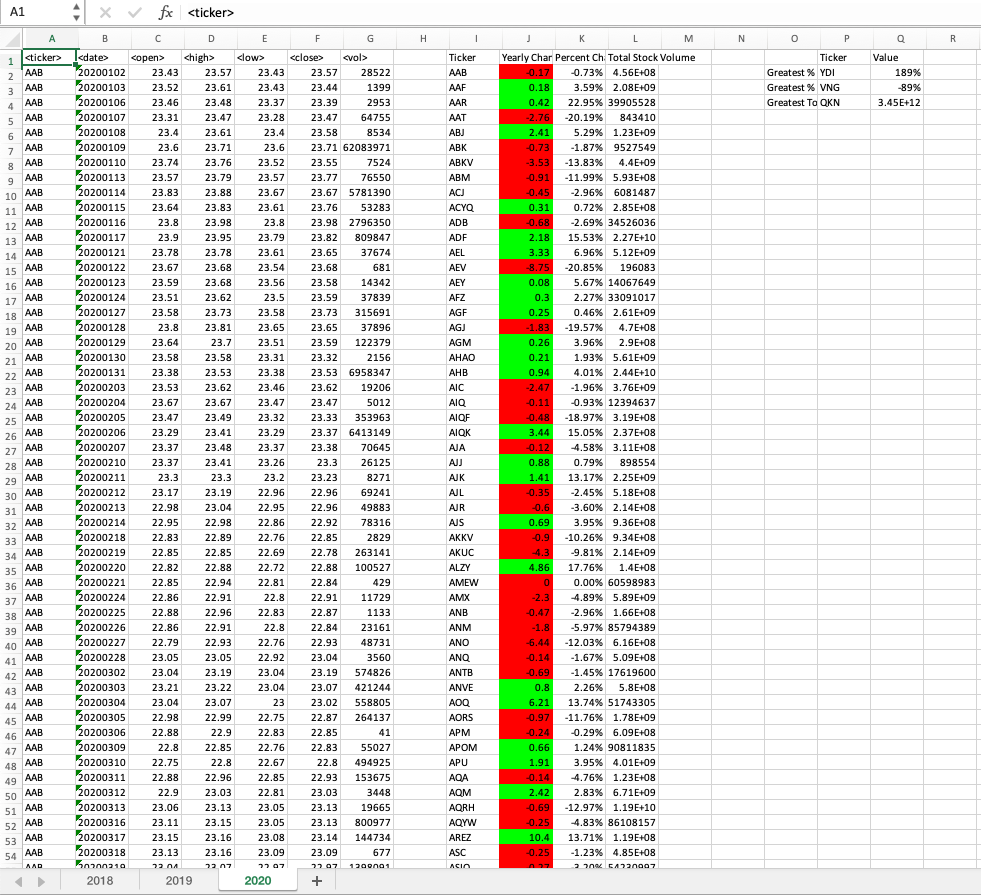 A1 fx <ticker>
A B C D E F G H I J K L M N O P Q R
1 <ticker> <date> <open> <high> <low> <close> <vol> Ticker Yearly Char Percent Ch Total Stock Volume Ticker Value
2 AAB 20200102 23.43 23.57 23.43 23.57 28522 AAB -0.17 -0.73% 4.56E+08 Greatest % YDI 189%
3 AAB 20200103 23.52 23.61 23.43 23.44 1399 AAF 0.18 3.59% 2.08E+09 Greatest % VNG -89%
4 AAB 20200106 23.46 23.48 23.37 23.39 2953 AAR 0.42 22.95% 39905528 Greatest To QKN 3.45E+12
5 AAB 20200107 23.31 23.47 23.28 23.47 64755 AAT -2.76 -20.19% 843410
6 AAB 20200108 23.4 23.61 23.4 23.58 8534 ABJ 2.41 5.29% 1.23E+09
7 AAB 20200109 23.6 23.71 23.6 23.71 62083971 ABK -0.73 -1.87% 9527549
8 AAB 20200110 23.74 23.76 23.52 23.55 7524 ABKV -3.53 -13.83% 4.4E+09
9 AAB 20200113 23.57 23.79 23.57 23.77 76550 ABM -0.91 -11.99% 5.93E+08
10 AAB 20200114 23.83 23.88 23.67 23.67 5781390 ACJ -0.45 -2.96% 6081487
11 AAB 20200115 23.64 23.83 23.61 23.76 53283 ACYQ 0.31 0.72% 2.85E+08
12 AAB 20200116 23.8 23.98 23.8 23.98 2796350 ADB -0.68 -2.69% 34526036
13 AAB 20200117 23.9 23.95 23.79 23.82 809847 ADF 2.18 15.53% 2.27E+10
14 AAB 20200121 23.78 23.78 23.61 23.65 37674 AEL 3.33 6.96% 5.12E+09
15 AAB 20200122 23.67 23.68 23.54 23.68 681 AEV -8.75 -20.85% 196083
16 AAB 20200123 23.59 23.68 23.56 23.58 14342 AEY 0.08 5.67% 14067649
17 AAB 20200124 23.51 23.62 23.5 23.59 37839 AFZ 0.3 2.27% 33091017
18 AAB 20200127 23.58 23.73 23.58 23.73 315691 AGF 0.25 0.46% 2.61E+09
19 AAB 20200128 23.8 23.81 23.65 23.65 37896 AGJ -1.83 -19.57% 4.7E+08
20 AAB 20200129 23.64 23.7 23.51 23.59 122379 AGM 0.26 3.96% 2.9E+08
21 AAB 20200130 23.58 23.58 23.31 23.32 2156 AHAO 0.21 1.93% 5.61E+09
22 AAB 20200131 23.38 23.53 23.38 23.53 6958347 AHB 0.94 4.01% 2.44E+10
23 AAB 20200203 23.53 23.62 23.46 23.62 19206 AIC -2.47 -1.96% 3.76E+09
24 AAB 20200204 23.67 23.67 23.47 23.47 5012 AIQ -0.11 -0.93% 12394637
25 AAB 20200205 23.47 23.49 23.32 23.33 353963 AIQF -0.48 -18.97% 3.19E+08
26 AAB 20200206 23.29 23.41 23.29 23.37 6413149 AIQK 3.44 15.05% 2.37E+08
27 AAB 20200207 23.37 23.48 23.37 23.38 70645 AJA -0.12 -4.58% 3.11E+08
28 AAB 20200210 23.37 23.41 23.26 23.3 26125 AJJ 0.88 0.79% 898554
29 AAB 20200211 23.3 23.3 23.2 23.23 8271 AJK 1.41 13.17% 2.25E+09
30 AAB 20200212 23.17 23.19 22.96 22.96 69241 AJL -0.35 -2.45% 5.18E+08
31 AAB 20200213 22.98 23.04 22.95 22.96 49883 AJR -0.6 -3.60% 2.14E+08
32 AAB 20200214 22.95 22.98 22.86 22.92 78316 AJS 0.69 3.95% 9.36E+08
33 AAB 20200218 22.83 22.89 22.76 22.85 2829 AKKV -0.9 -10.26% 9.34E+08
34 AAB 20200219 22.85 22.85 22.69 22.78 263141 AKUC -4.3 -9.81% 2.14E+09
35 AAB 20200220 22.82 22.88 22.72 22.88 100527 ALZY 4.86 17.76% 1.4E+08
36 AAB 20200221 22.85 22.94 22.81 22.84 429 AMEW 0 0.00% 60598983
37 AAB 20200224 22.86 22.91 22.8 22.91 11729 AMX -2.3 -4.89% 5.89E+09
38 AAB 20200225 22.88 22.96 22.83 22.87 1133 ANB -0.47 -2.96% 1.66E+08
39 AAB 20200226 22.86 22.91 22.8 22.84 23161 ANM -1.8 -5.97% 85794389
40 AAB 20200227 22.79 22.93 22.76 22.93 48731 ANO -6.44 -12.03% 6.16E+08
41 AAB 20200228 23.05 23.05 22.92 23.04 3560 ANQ -0.14 -1.67% 5.09E+08
42 AAB 20200302 23.04 23.19 23.04 23.19 574826 ANTB -0.69 -1.45% 17619600
43 AAB 20200303 23.21 23.22 23.04 23.07 421244 ANVE 0.8 2.26% 5.8E+08
44 AAB 20200304 23.04 23.07 23 23.02 558805 AOQ 6.21 13.74% 51743305
45 AAB 20200305 22.98 22.99 22.75 22.87 264137 AORS -0.97 -11.76% 1.78E+09
46 AAB 20200306 22.88 22.9 22.83 22.85 41 APM -0.24 -0.29% 6.09E+08
47 AAB 20200309 22.8 22.85 22.76 22.83 55027 APOM 0.66 1.24% 90811835
48 AAB 20200310 22.75 22.8 22.67 22.8 494925 APU 1.91 3.95% 4.01E+09
49 AAB 20200311 22.88 22.96 22.85 22.93 153675 AQA -0.14 -4.76% 1.23E+08
50 AAB 20200312 22.9 23.03 22.81 23.03 3448 AQM 2.42 2.83% 6.71E+09
51 AAB 20200313 23.06 23.13 23.05 23.13 19665 AQRH -0.69 -12.97% 1.19E+10
52 AAB 20200316 23.11 23.15 23.05 23.13 800977 AQYW -0.25 -4.83% 86108157
53 AAB 20200317 23.15 23.16 23.08 23.14 144734 AREZ 10.4 13.71% 1.19E+08
54 AAB 20200318 23.13 23.16 23.09 23.09 677 ASC -0.25 -1.23% 4.85E+08
2018 2019 2020 +